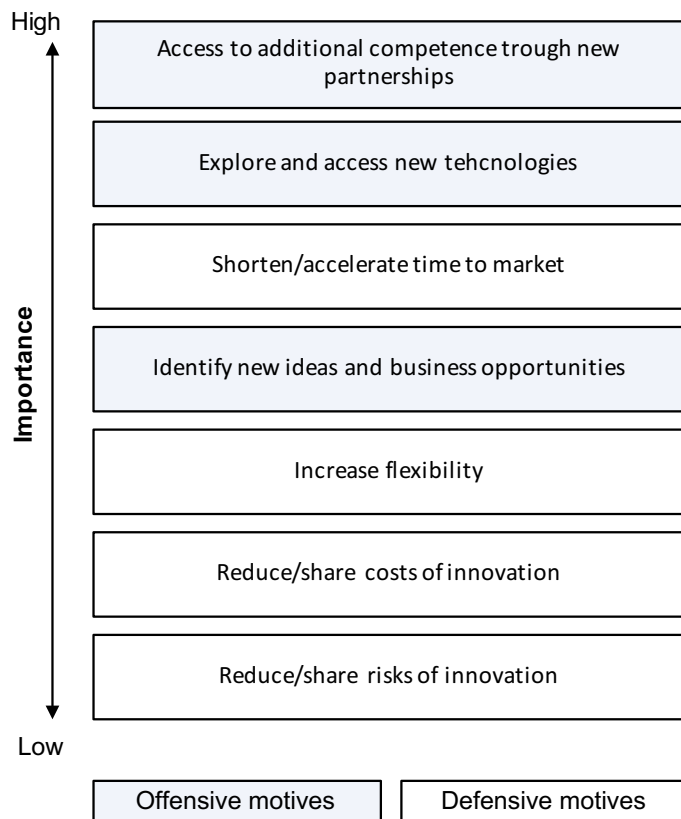 High
Access to additional competence trough new
partnerships
Explore and access new tehcnologies
Shorten/accelerate time to market
Identify new ideas and business opportunities
Importance
Increase flexibility
Reduce/share costs of innovation
Reduce/share risks of innovation
Low
Offensive motives
Defensive motives